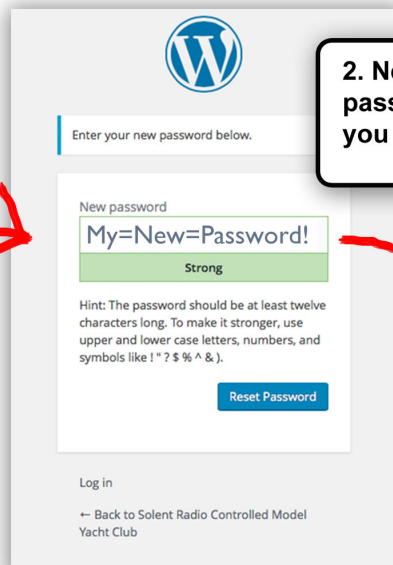 2. N
pass
you
Enter your new password below.
New password
My=New=Password!
Strong
Hint: The password should be at least twelve
characters long. To make it stronger, use
upper and lower case letters, numbers, and
symbols like ! " ? $ % ^ & ).
Reset Password
Log in
← Back to Solent Radio Controlled Model
Yacht Club